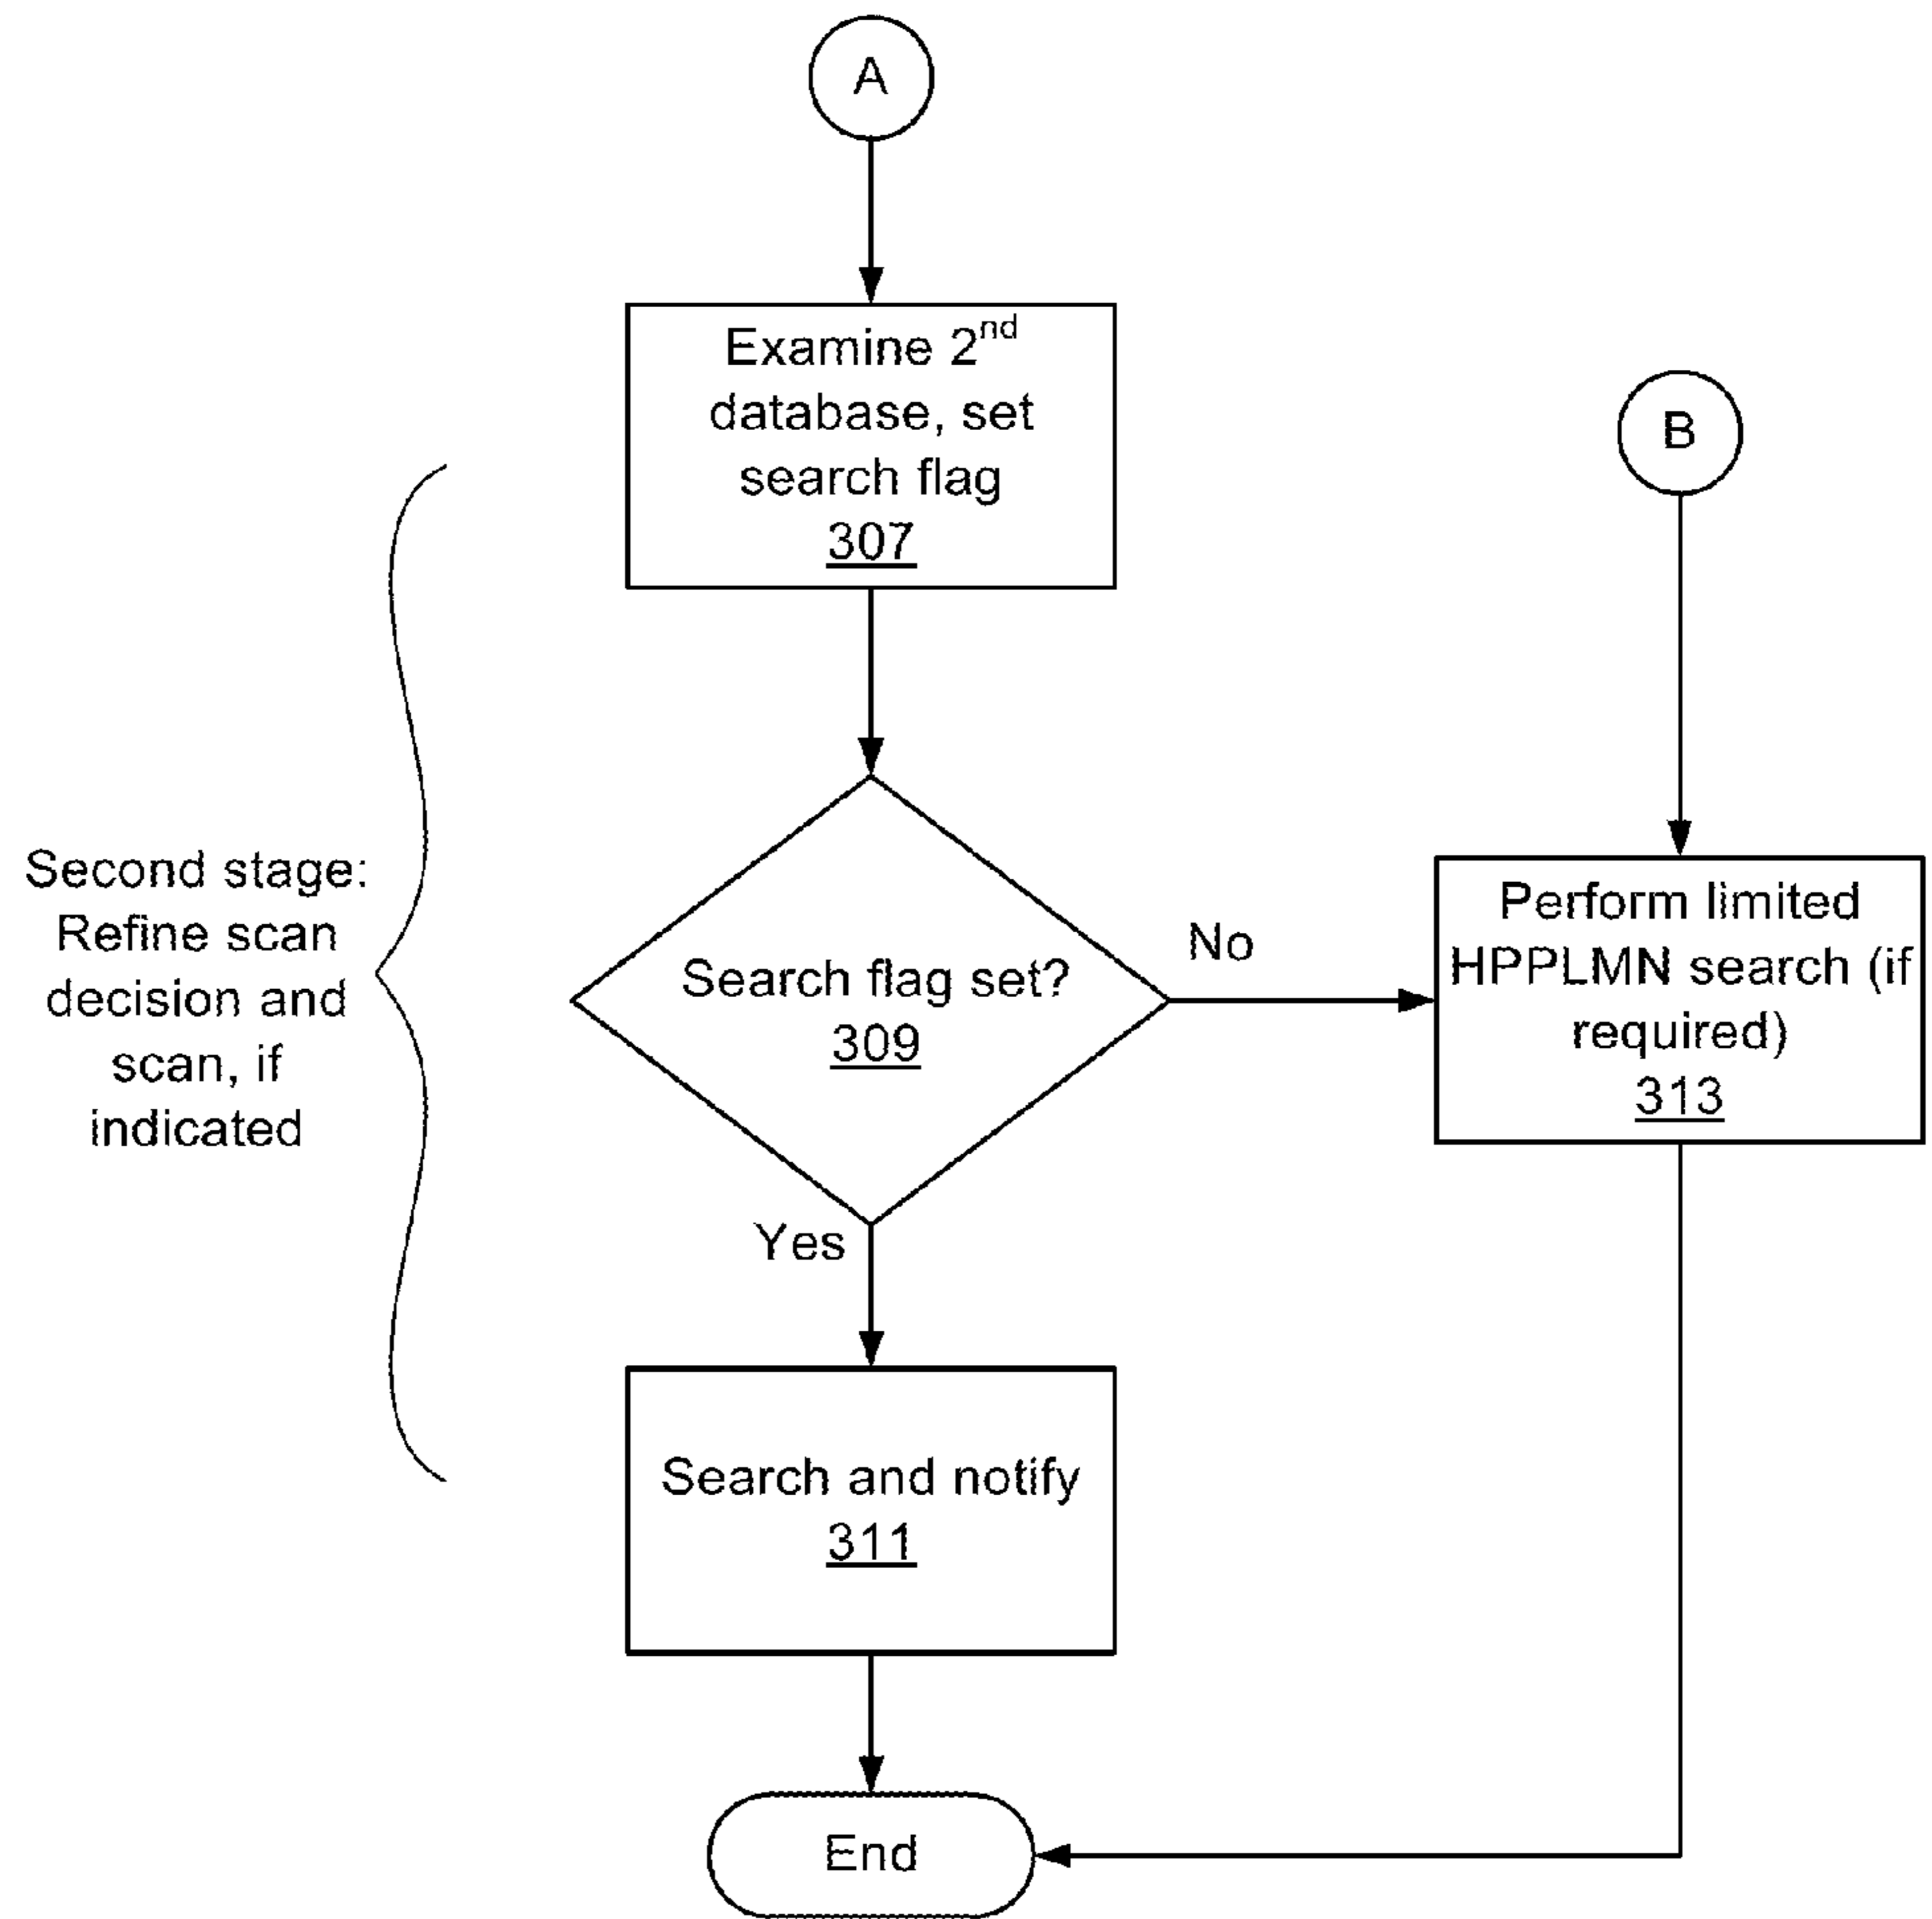 A
Examine 2nd
database, set
search flag
307
B
Second stage:
Refine scan
decision and
scan, if
indicated
Search flag set?
309
No
Perform limited
HPPLMN search (if
required)
313
Yes
Search and notify
311
End